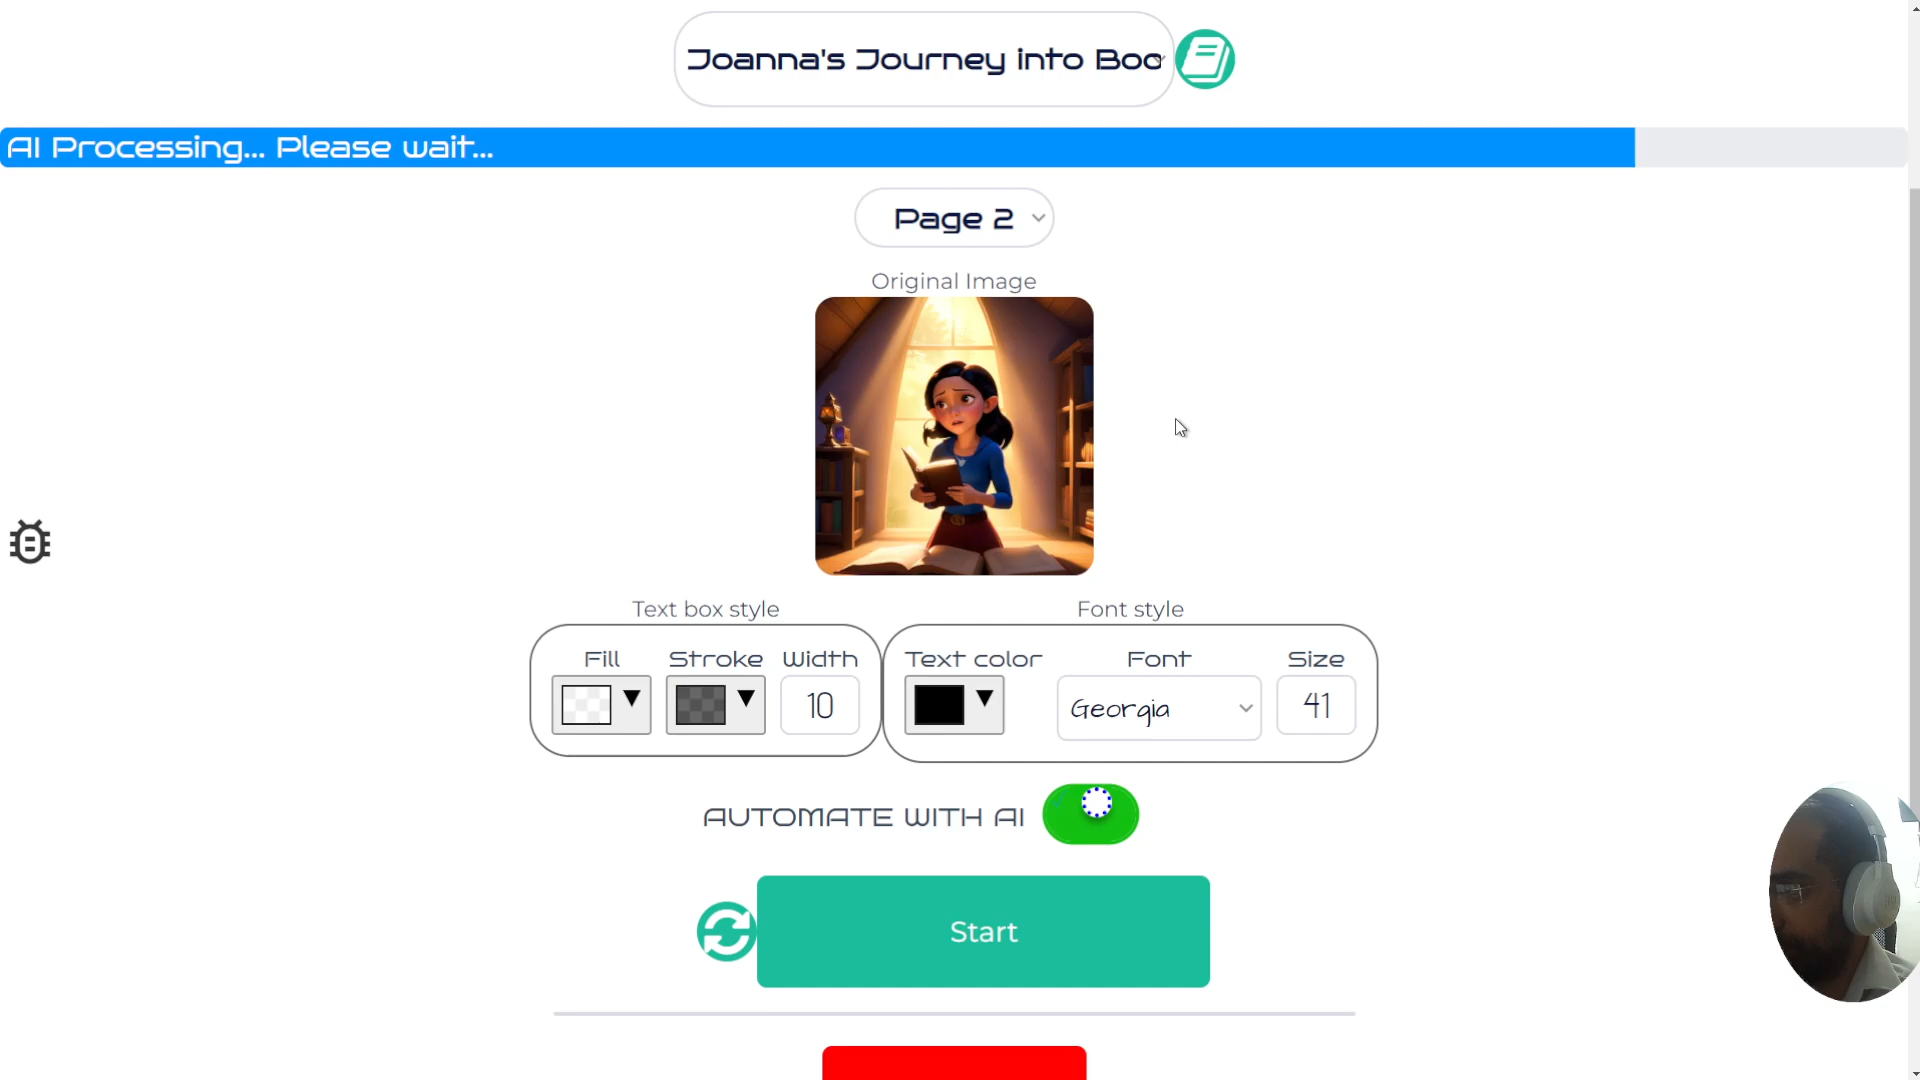 Joanna's Journey into Boo
AI Processing... Please wait...
Page 2
Original Image
Text box style
Font style
Fill
Stroke
Width
Text color
Font
Size
10
Georgia
41
AUTOMATE WITH AI
Start